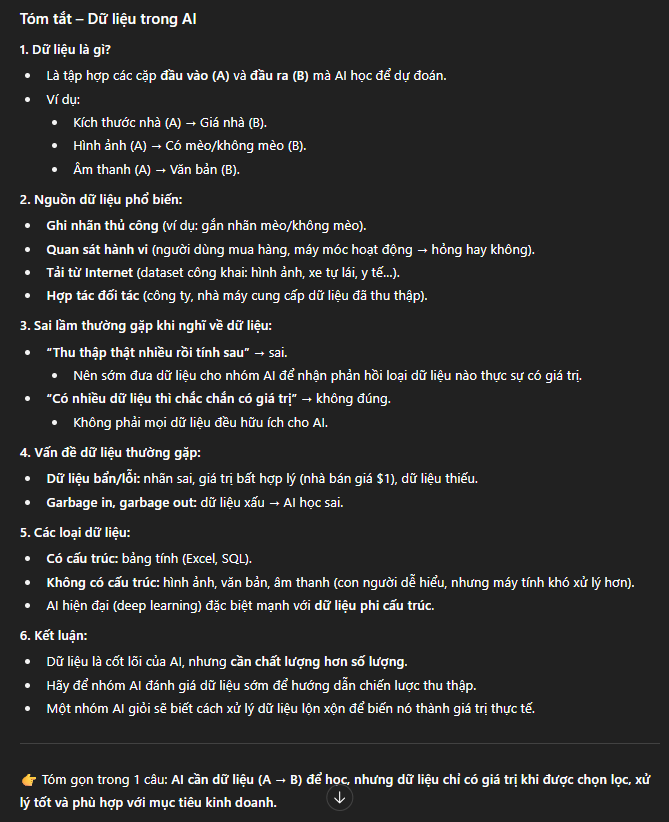 Tóm tắt – Dữ liệu trong AI
1. Dữ liệu là gì?
• Là tập hợp các cặp đầu vào (A) và đầu ra (B) mà AI học để dự đoán.
• Ví dụ:
• Kích thước nhà (A) → Giá nhà (B).
• Hình ảnh (A) → Có mèo/không mèo (B).
• Âm thanh (A) → Văn bản (B).
2. Nguồn dữ liệu phổ biến:
• Ghi nhãn thủ công (ví dụ: gắn nhãn mèo/không mèo).
• Quan sát hành vi (người dùng mua hàng, máy móc hoạt động → hỏng hay không).
• Tải từ Internet (dataset công khai: hình ảnh, xe tự lái, y tế...).
• Hợp tác đối tác (công ty, nhà máy cung cấp dữ liệu đã thu thập).
3. Sai lầm thường gặp khi nghĩ về dữ liệu:
• “Thu thập thật nhiều rồi tính sau” → sai.
• Nên sớm đưa dữ liệu cho nhóm AI để nhận phản hồi loại dữ liệu nào thực sự có giá trị.
• “Có nhiều dữ liệu thì chắc chắn có giá trị” → không đúng.
• Không phải mọi dữ liệu đều hữu ích cho AI.
4. Vấn đề dữ liệu thường gặp:
• Dữ liệu bẩn/lỗi: nhãn sai, giá trị bất hợp lý (nhà bán giá $1), dữ liệu thiếu.
• Garbage in, garbage out: dữ liệu xấu → AI học sai.
5. Các loại dữ liệu:
• Có cấu trúc: bảng tính (Excel, SQL).
• Không có cấu trúc: hình ảnh, văn bản, âm thanh (con người dễ hiểu, nhưng máy tính khó xử lý hơn).
• AI hiện đại (deep learning) đặc biệt mạnh với dữ liệu phi cấu trúc.
6. Kết luận:
• Dữ liệu là cốt lõi của AI, nhưng cần chất lượng hơn số lượng.
• Hãy để nhóm AI đánh giá dữ liệu sớm để hướng dẫn chiến lược thu thập.
• Một nhóm AI giỏi sẽ biết cách xử lý dữ liệu lộn xộn để biến nó thành giá trị thực tế.
👉 Tóm gọn trong 1 câu: AI cần dữ liệu (A → B) để học, nhưng dữ liệu chỉ có giá trị khi được chọn lọc, xử
lý tốt và phù hợp với mục tiêu kinh doanh.